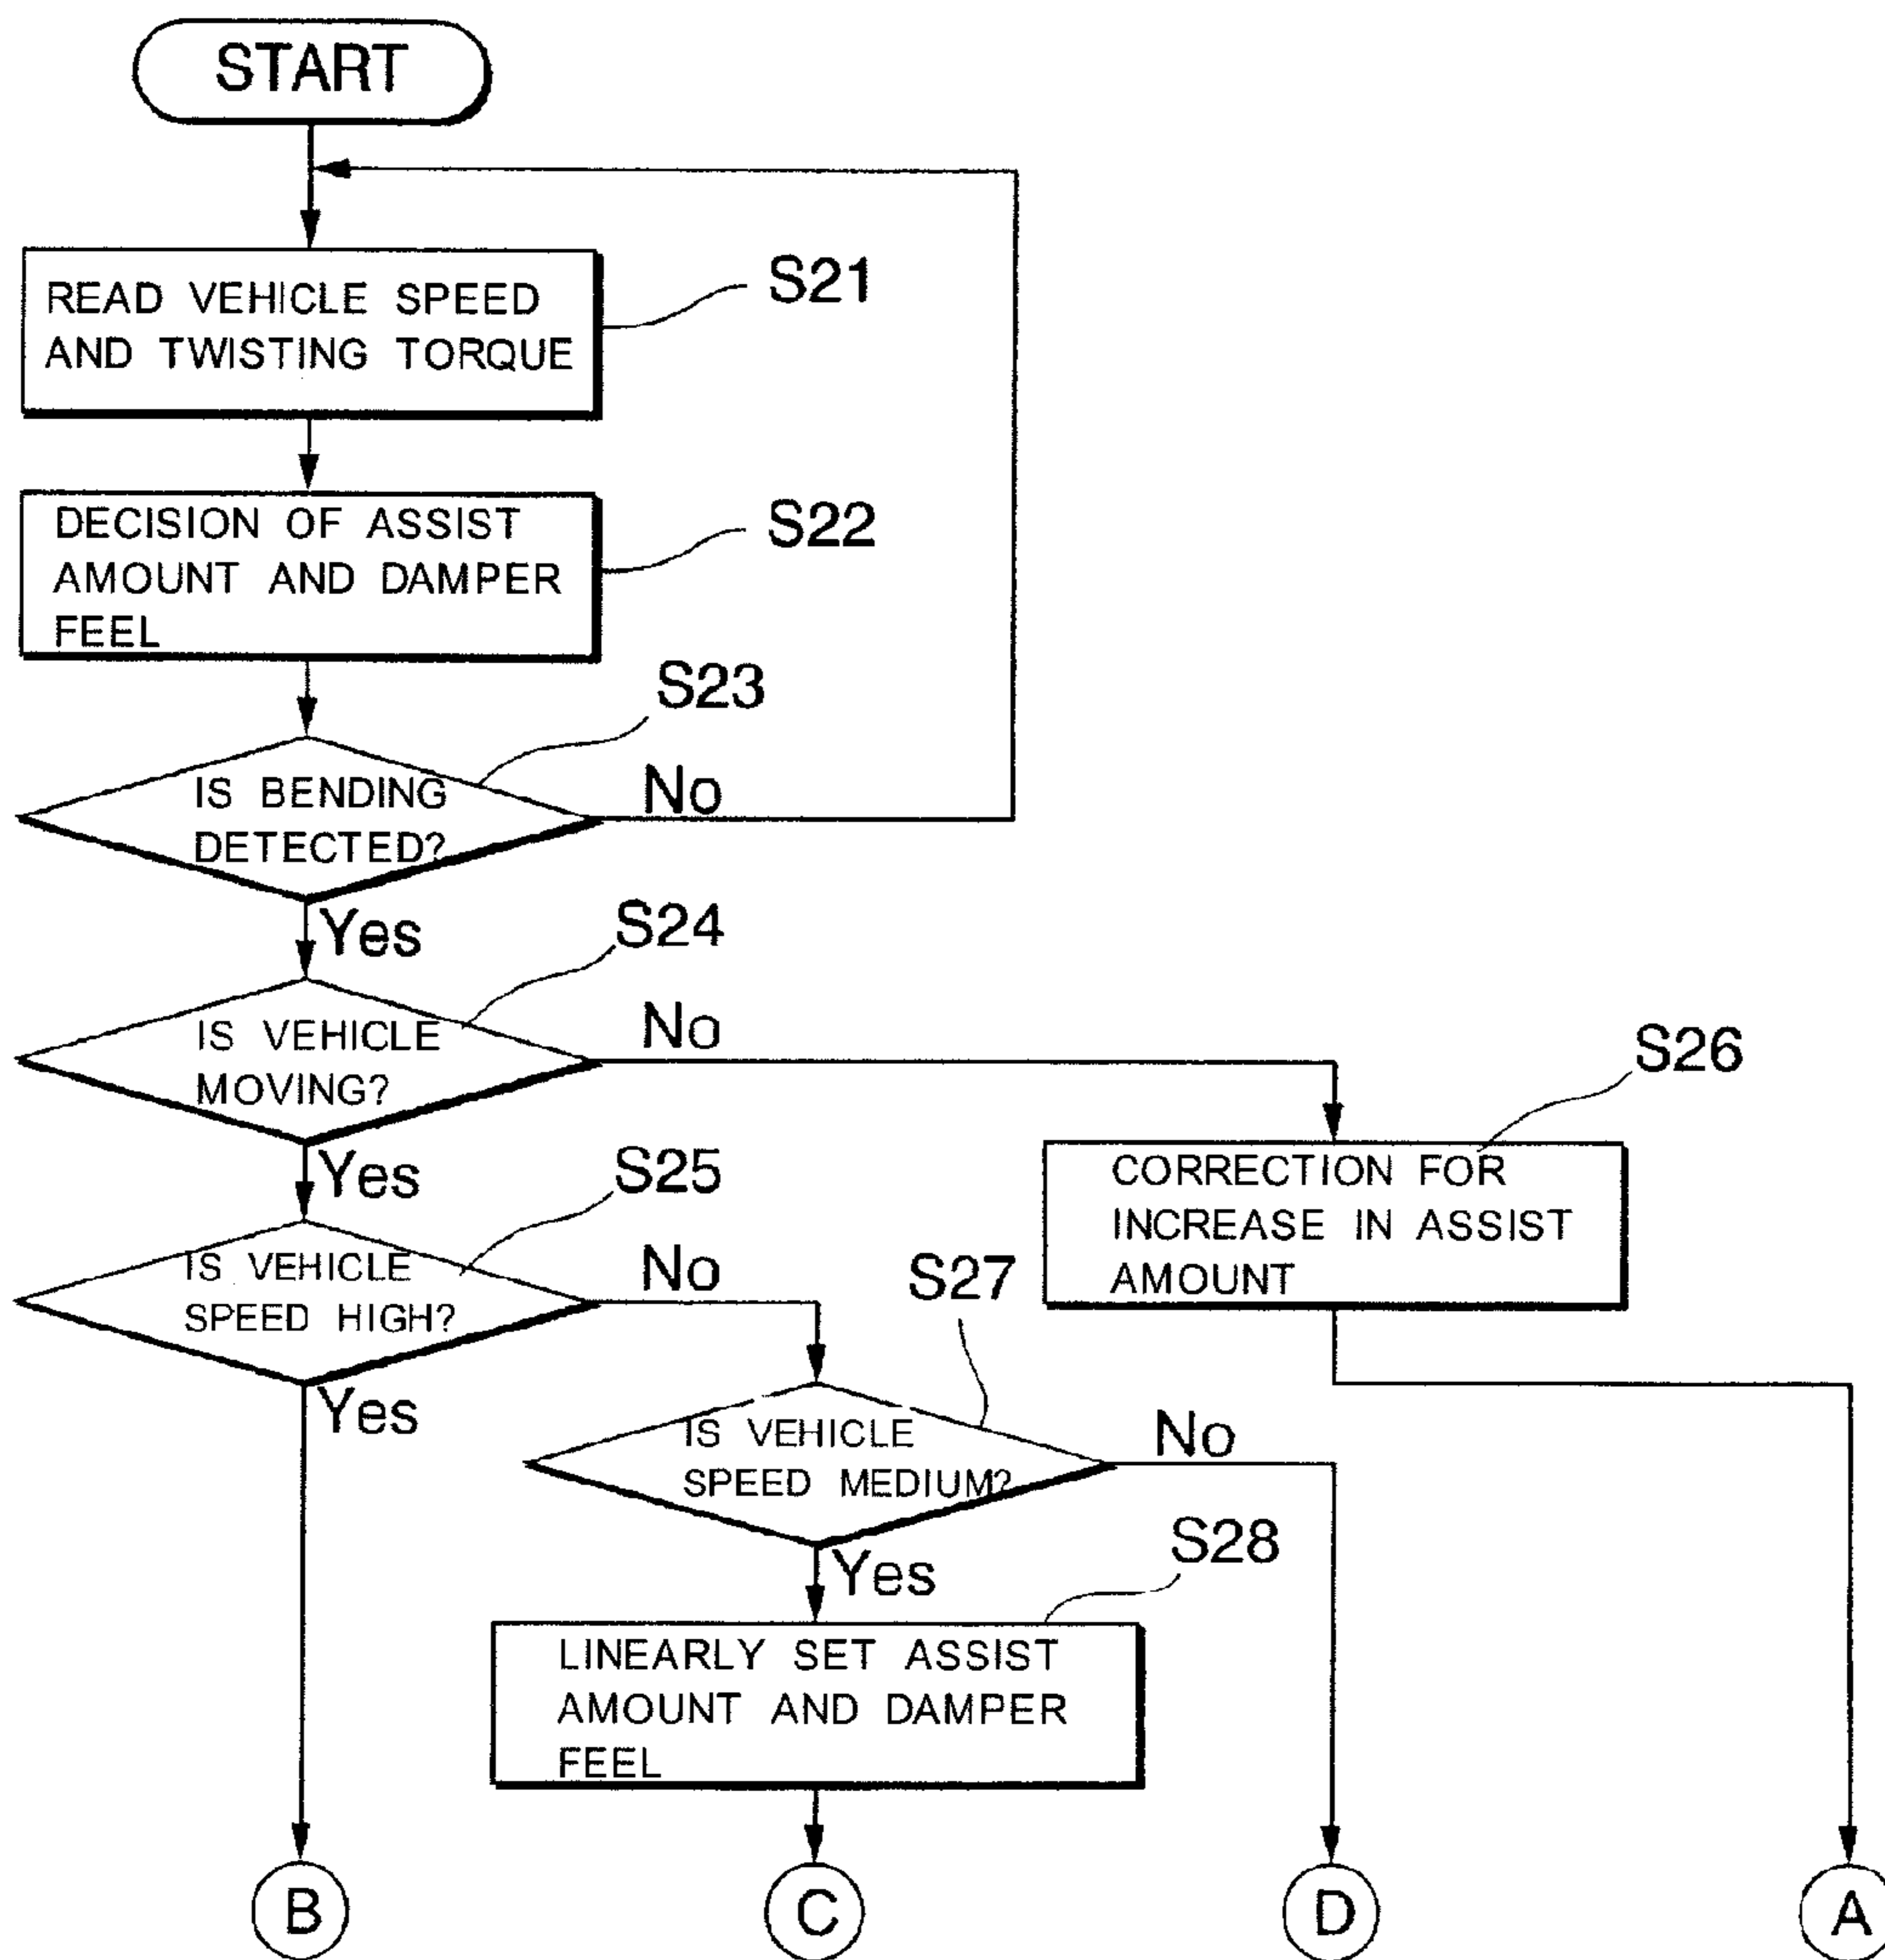 START
READ VEHICLE SPEED
AND TWISTING TORQUE
S21
DECISION OF ASSIST
AMOUNT AND DAMPER
FEEL
S22
S23
IS BENDING
DETECTED?
No
Yes
S24
IS VEHICLE
MOVING?
No
S26
CORRECTION FOR
INCREASE IN ASSIST
AMOUNT
Yes
S25
IS VEHICLE
SPEED HIGH?
No
S27
Yes
IS VEHICLE
SPEED MEDIUM?
No
Yes
S28
LINEARLY SET ASSIST
AMOUNT AND DAMPER
FEEL
B
C
D
A